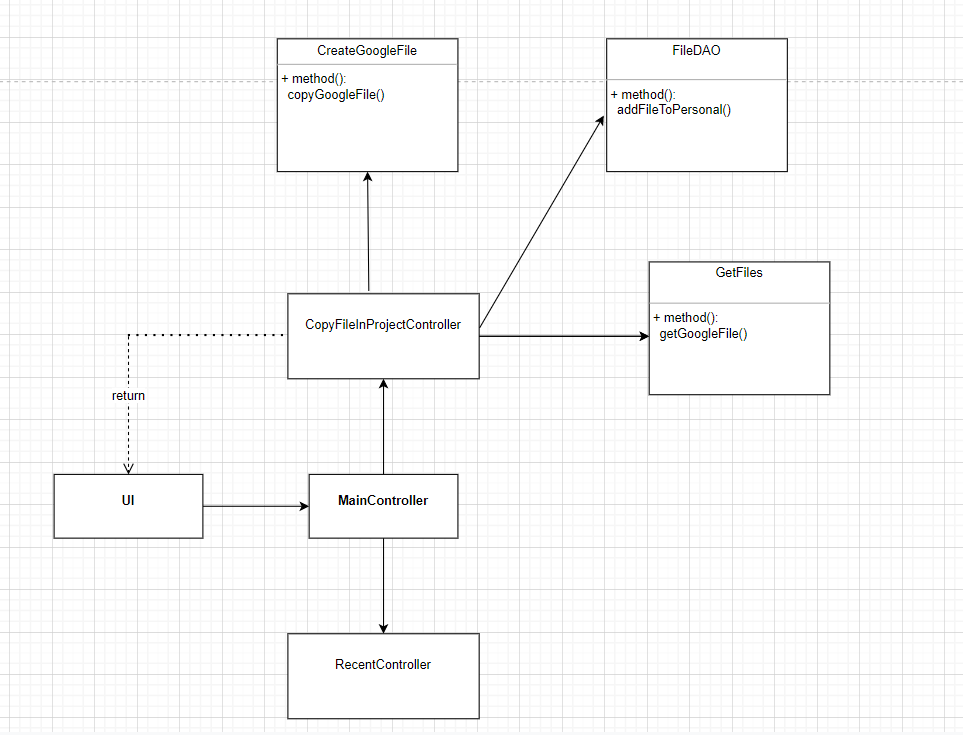 CreateGoogleFile
+ method():
copyGoogleFile()
FileDAO
+ method():
addFileToPersonal()
GetFiles
+ method():
getGoogleFile()
CopyFileInProjectController
return
UI
MainController
RecentController